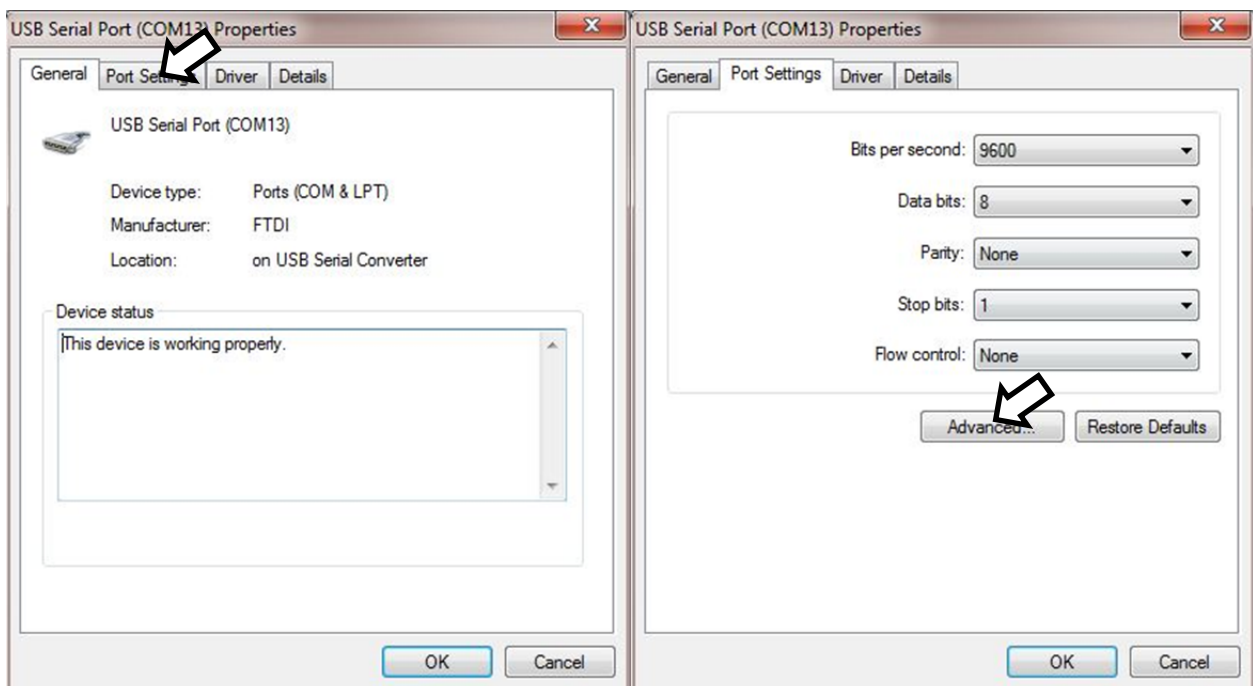 USB Serial Port (COM13) Properties
General Port Settings Driver Details
USB Serial Port (COM13)
Device type: Ports (COM & LPT)
Manufacturer: FTDI
Location: on USB Serial Converter
Device status
This device is working properly.
OK Cancel
USB Serial Port (COM13) Properties
General Port Settings Driver Details
Bits per second: 9600
Data bits: 8
Parity: None
Stop bits: 1
Flow control: None
Advanced... Restore Defaults
OK Cancel